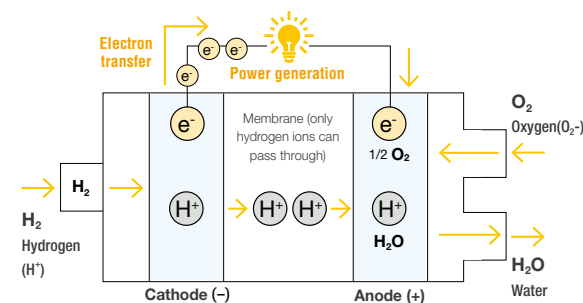 Electron
transfer
e-
e-
e-
Power generation
e-
Membrane (only
hydrogen ions can
pass through)
e-
1/2 O₂
O₂
Oxygen(O₂-)
H₂
H⁺
H⁺
H⁺
H⁺
H₂O
H₂
Hydrogen
(H⁺)
H₂O
Water
Cathode (–)
Anode (+)